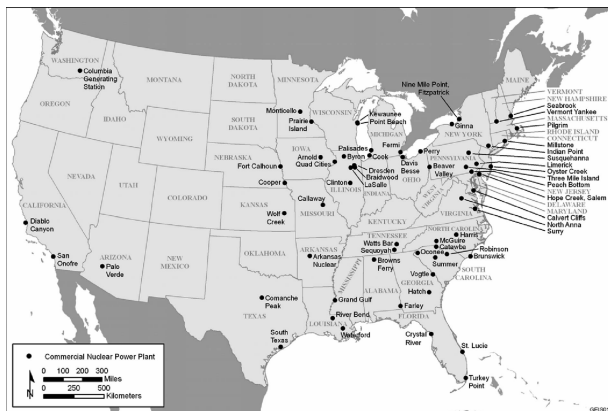 WASHINGTON
Columbia
Generating
Station
OREGON
IDAHO
MONTANA
WYOMING
NEVADA
UTAH
COLORADO
CALIFORNIA
Diablo
Canyon
San
Onofre
ARIZONA
Palo
Verde
NEW
MEXICO
NORTH
DAKOTA
SOUTH
DAKOTA
NEBRASKA
Fort Calhoun
Cooper
KANSAS
Wolf
Creek
OKLAHOMA
TEXAS
Comanche
Peak
South
Texas
MINNESOTA
Monticello
Prairie
Island
WISCONSIN
Kewaunee
Point Beach
IOWA
Arnold
Quad Cities
Byron
Dresden
Braidwood
LaSalle
Clinton
ILLINOIS
INDIANA
MISSOURI
Callaway
ARKANSAS
Arkansas
Nuclear
LOUISIANA
River Bend
Waterford
MISSISSIPPI
Grand Gulf
MICHIGAN
Palisades
Cook
Fermi
Davis
Besse
OHIO
Perry
Beaver
Valley
KENTUCKY
TENNESSEE
Watts Bar
Sequoyah
Browns
Ferry
ALABAMA
Farley
GEORGIA
Vogtle
Hatch
FLORIDA
Crystal
River
St. Lucie
Turkey
Point
WEST
VIRGINIA
VIRGINIA
NORTH CAROLINA
Harris
McGuire
Catawba
Oconee
Summer
Robinson
Brunswick
SOUTH
CAROLINA
PENNSYLVANIA
NEW YORK
Nine Mile Point,
Fitzpatrick
Ginna
MAINE
VERMONT
NEW HAMPSHIRE
Seabrook
Vermont Yankee
MASSACHUSETTS
Pilgrim
RHODE ISLAND
CONNECTICUT
Millstone
Indian Point
Susquehanna
Limerick
Oyster Creek
Three Mile Island
Peach Bottom
NEW JERSEY
Hope Creek, Salem
DELAWARE
MARYLAND
Calvert Cliffs
North Anna
Surry
Commercial Nuclear Power Plant
N
0 100 200 300
Miles
0 500
Kilometers